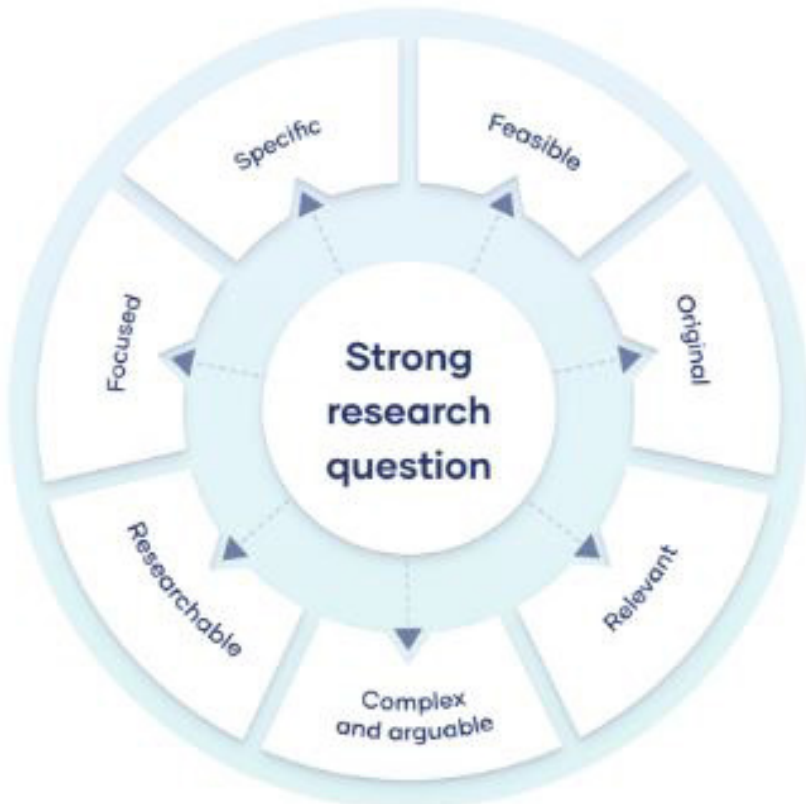 Specific
Feasible
Focused
Original
Strong
research
question
Researchable
Relevant
Complex
and arguable